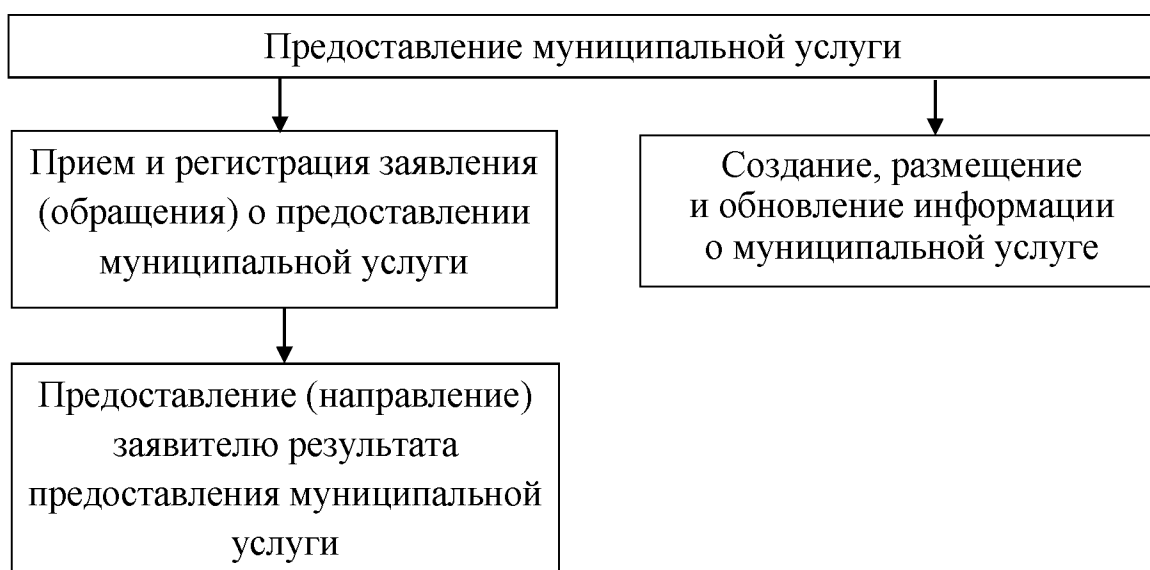 Предоставление муниципальной услуги
Прием и регистрация заявления
(обращения) о предоставлении
муниципальной услуги
Создание, размещение
и обновление информации
о муниципальной услуге
Предоставление (направление)
заявителю результата
предоставления муниципальной
услуги